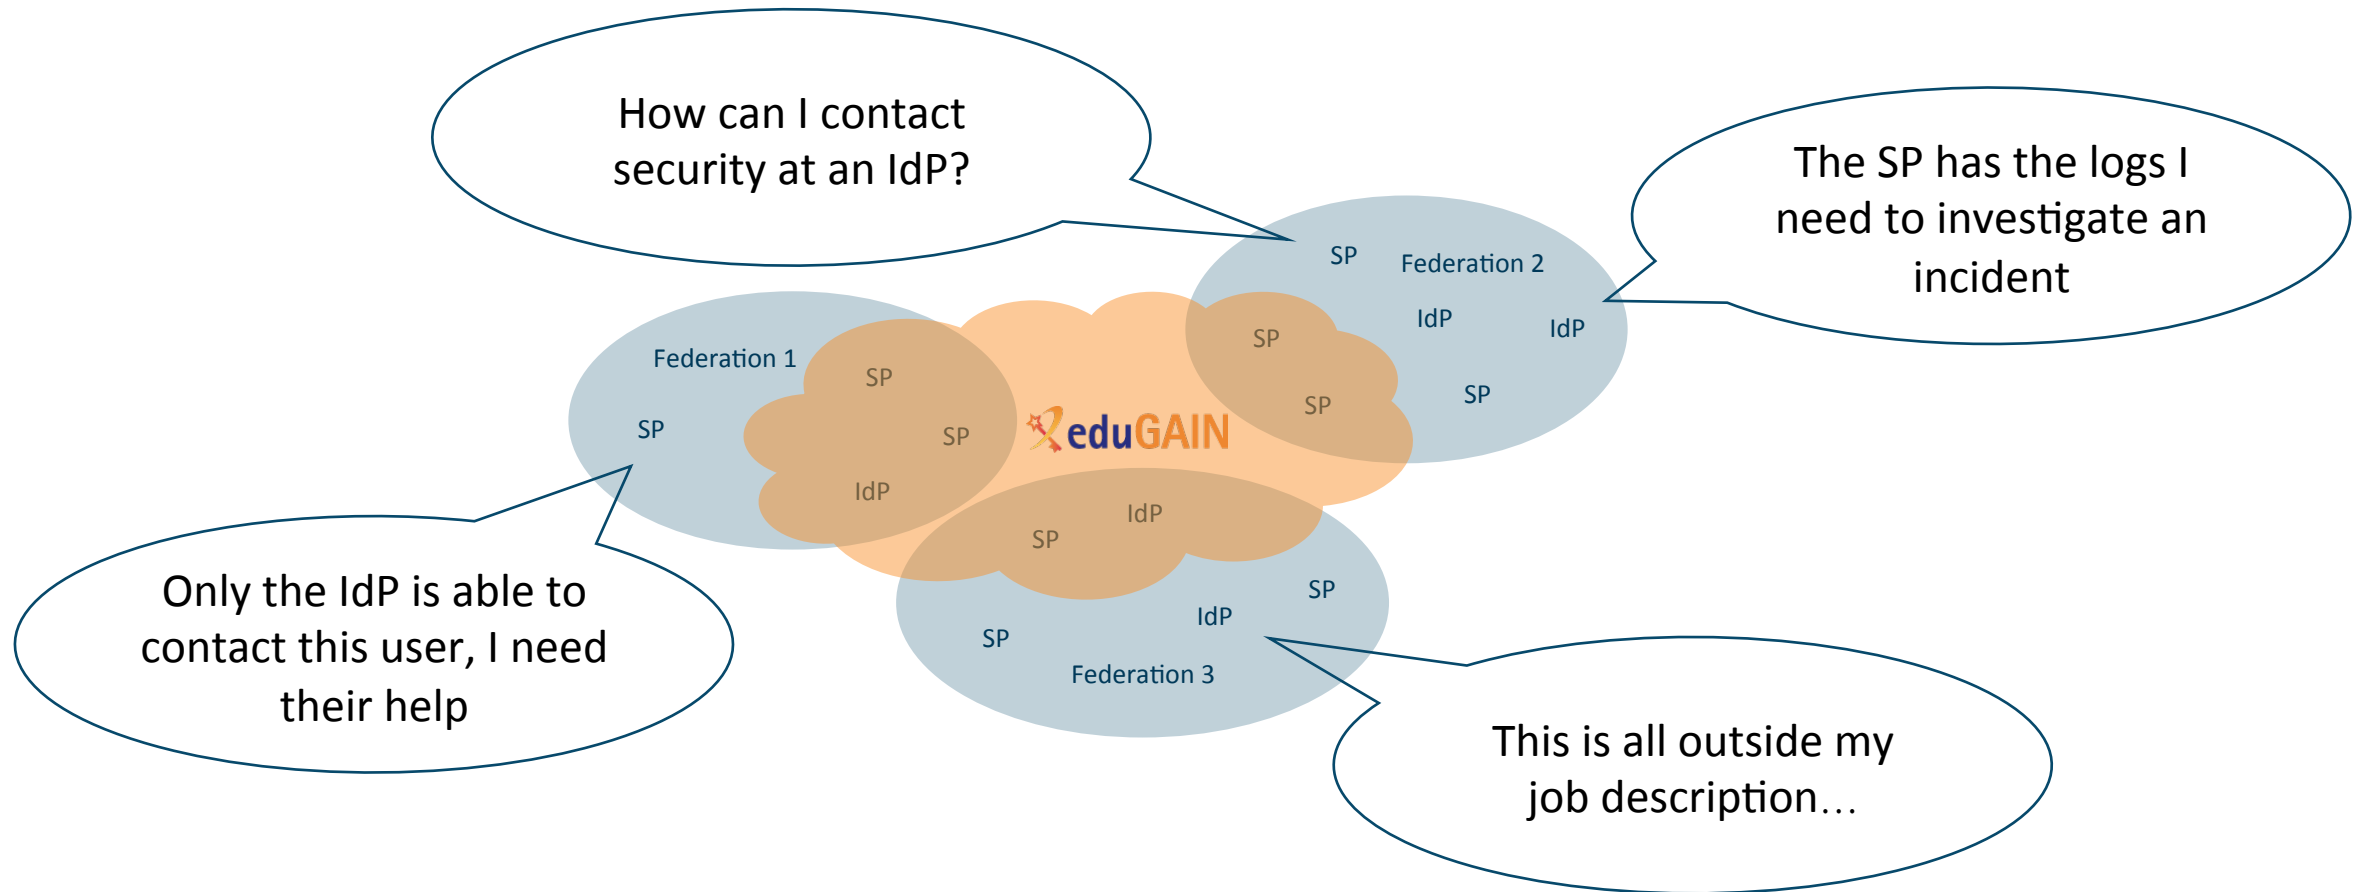 How can I contact
security at an IdP?
The SP has the logs I
need to investigate an
incident
SP
Federation 2
IdP
IdP
SP
SP
SP
Federation 1
SP
SP
SP
IdP
eduGAIN
IdP
SP
SP
IdP
SP
Federation 3
Only the IdP is able to
contact this user, I need
their help
This is all outside my
job description…